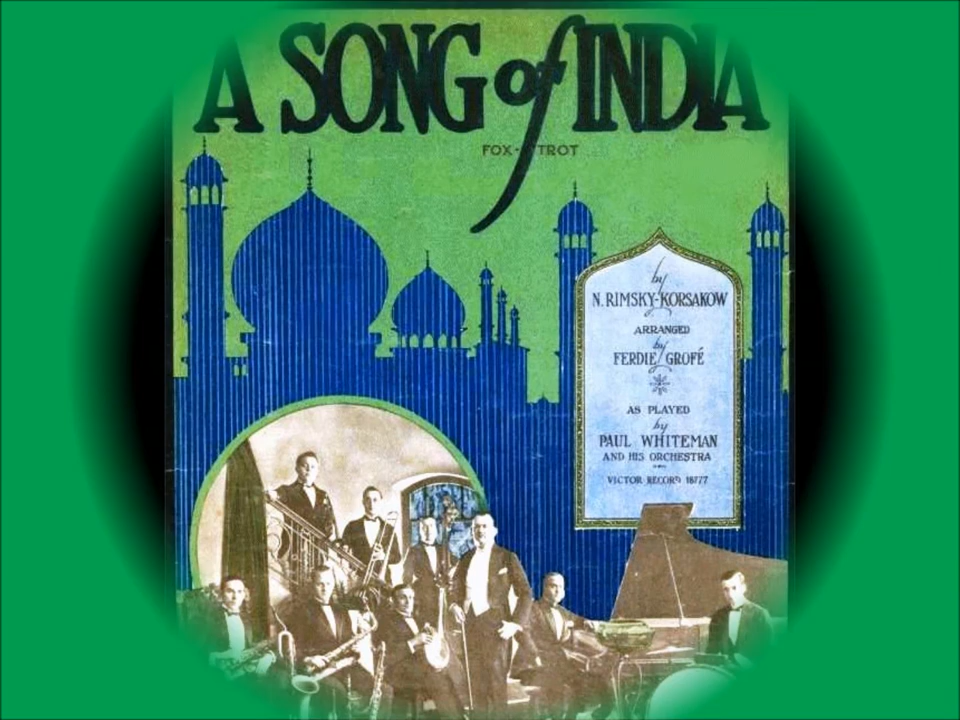 A SONG of INDIA
FOX-TROT
by
N. RIMSKY-KORSAKOW
ARRANGED
by
FERDIE GROFÉ
AS PLAYED
by
PAUL WHITEMAN
AND HIS ORCHESTRA
VICTOR RECORD 18777